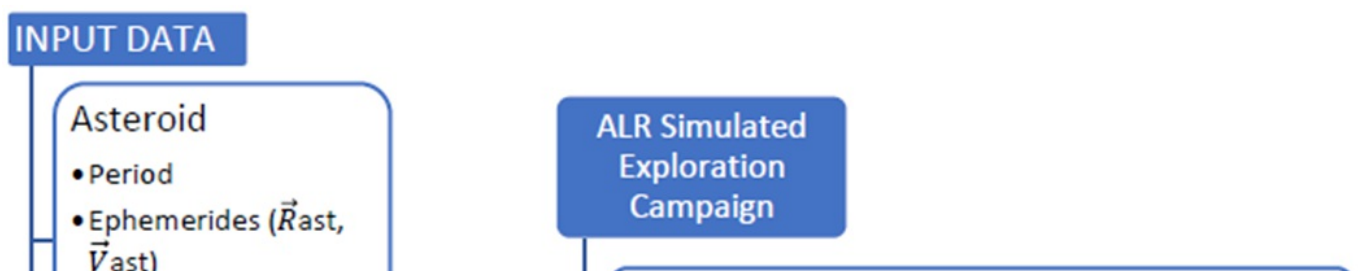 INPUT DATA
Asteroid
• Period
• Ephemerides (R⃗ast,
V⃗ast)
ALR Simulated
Exploration
Campaign